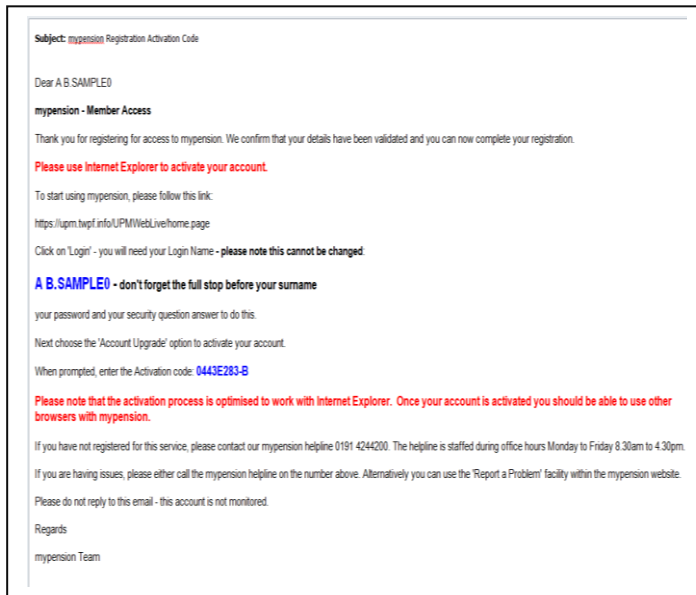 Subject: mypension Registration Activation Code
Dear A B.SAMPLE0
mypension - Member Access
Thank you for registering for access to mypension. We confirm that your details have been validated and you can now complete your registration.
Please use Internet Explorer to activate your account.
To start using mypension, please follow this link:
https://upm.twpf.info/UPMWebLive/home.page
Click on 'Login' - you will need your Login Name - please note this cannot be changed:
A B.SAMPLE0 - don't forget the full stop before your surname
your password and your security question answer to do this.
Next choose the 'Account Upgrade' option to activate your account.
When prompted, enter the Activation code: 0443E283-B
Please note that the activation process is optimised to work with Internet Explorer. Once your account is activated you should be able to use other
browsers with mypension.
If you have not registered for this service, please contact our mypension helpline 0191 4244200. The helpline is staffed during office hours Monday to Friday 8.30am to 4.30pm.
If you are having issues, please either call the mypension helpline on the number above. Alternatively you can use the 'Report a Problem' facility within the mypension website.
Please do not reply to this email - this account is not monitored.
Regards
mypension Team